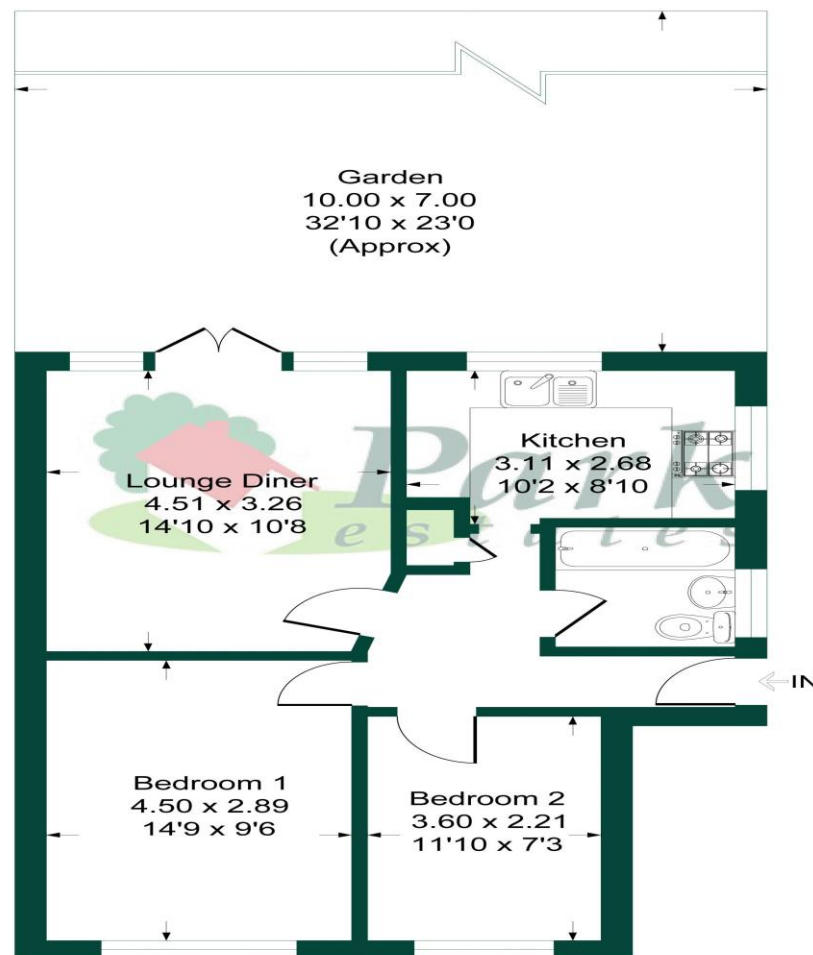 Garden
10.00 x 7.00
32'10 x 23'0
(Approx)
Kitchen
3.11 x 2.68
10'2 x 8'10
Lounge Diner
4.51 x 3.26
14'10 x 10'8
Park
estates
IN
Bedroom 1
4.50 x 2.89
14'9 x 9'6
Bedroom 2
3.60 x 2.21
11'10 x 7'3